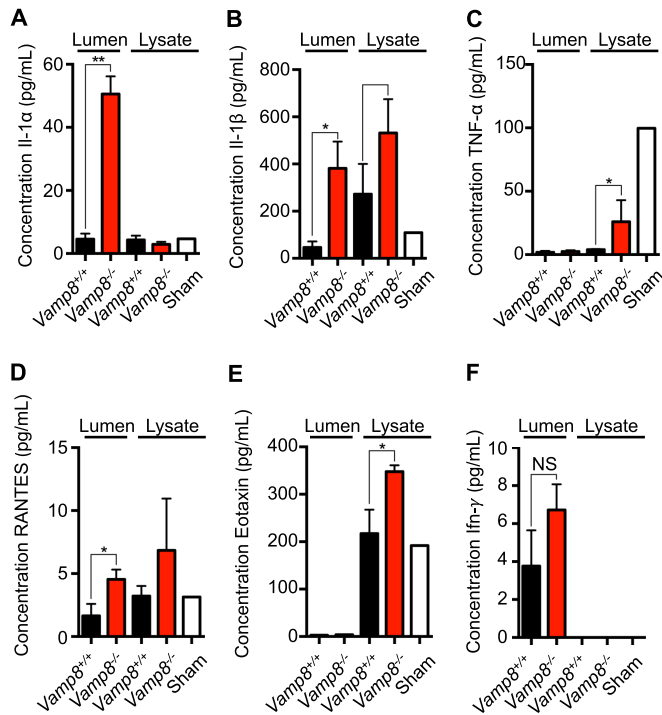 A
Lumen Lysate
Concentration Il-1α (pg/mL)
60
40
20
0
**
Vamp8+/+
Vamp8-/-
Vamp8+/+
Vamp8-/-
Sham
B
Lumen Lysate
Concentration Il-1β (pg/mL)
800
600
400
200
0
*
Vamp8+/+
Vamp8-/-
Vamp8+/+
Vamp8-/-
Sham
C
Lumen Lysate
Concentration TNF-α (pg/mL)
150
100
50
0
*
Vamp8+/+
Vamp8-/-
Vamp8+/+
Vamp8-/-
Sham
D
Lumen Lysate
Concentration RANTES (pg/mL)
15
10
5
0
*
Vamp8+/+
Vamp8-/-
Vamp8+/+
Vamp8-/-
Sham
E
Lumen Lysate
Concentration Eotaxin (pg/mL)
400
300
200
100
0
*
Vamp8+/+
Vamp8-/-
Vamp8+/+
Vamp8-/-
Sham
F
Lumen Lysate
Concentration Ifn-γ (pg/mL)
10
8
6
4
2
0
NS
Vamp8+/+
Vamp8-/-
Vamp8+/+
Vamp8-/-
Sham